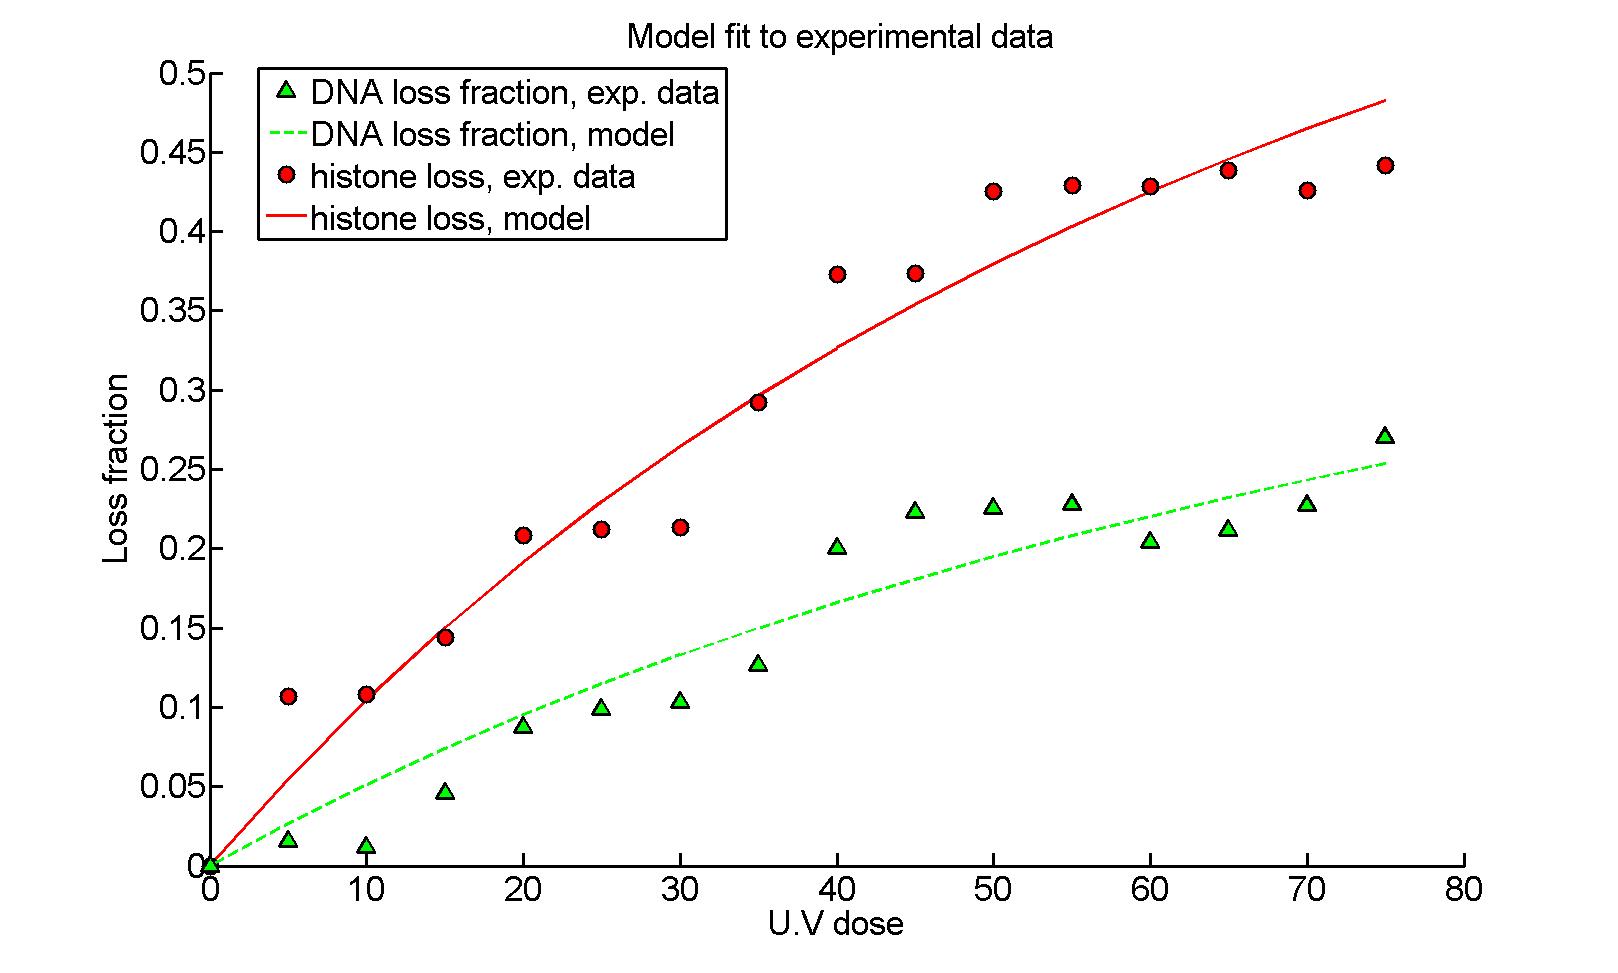 Model fit to experimental data
DNA loss fraction, exp. data
DNA loss fraction, model
histone loss, exp. data
histone loss, model
0.5
0.45
0.4
0.35
0.3
0.25
0.2
0.15
0.1
0.05
0
Loss fraction
0 10 20 30 40 50 60 70 80
U.V dose